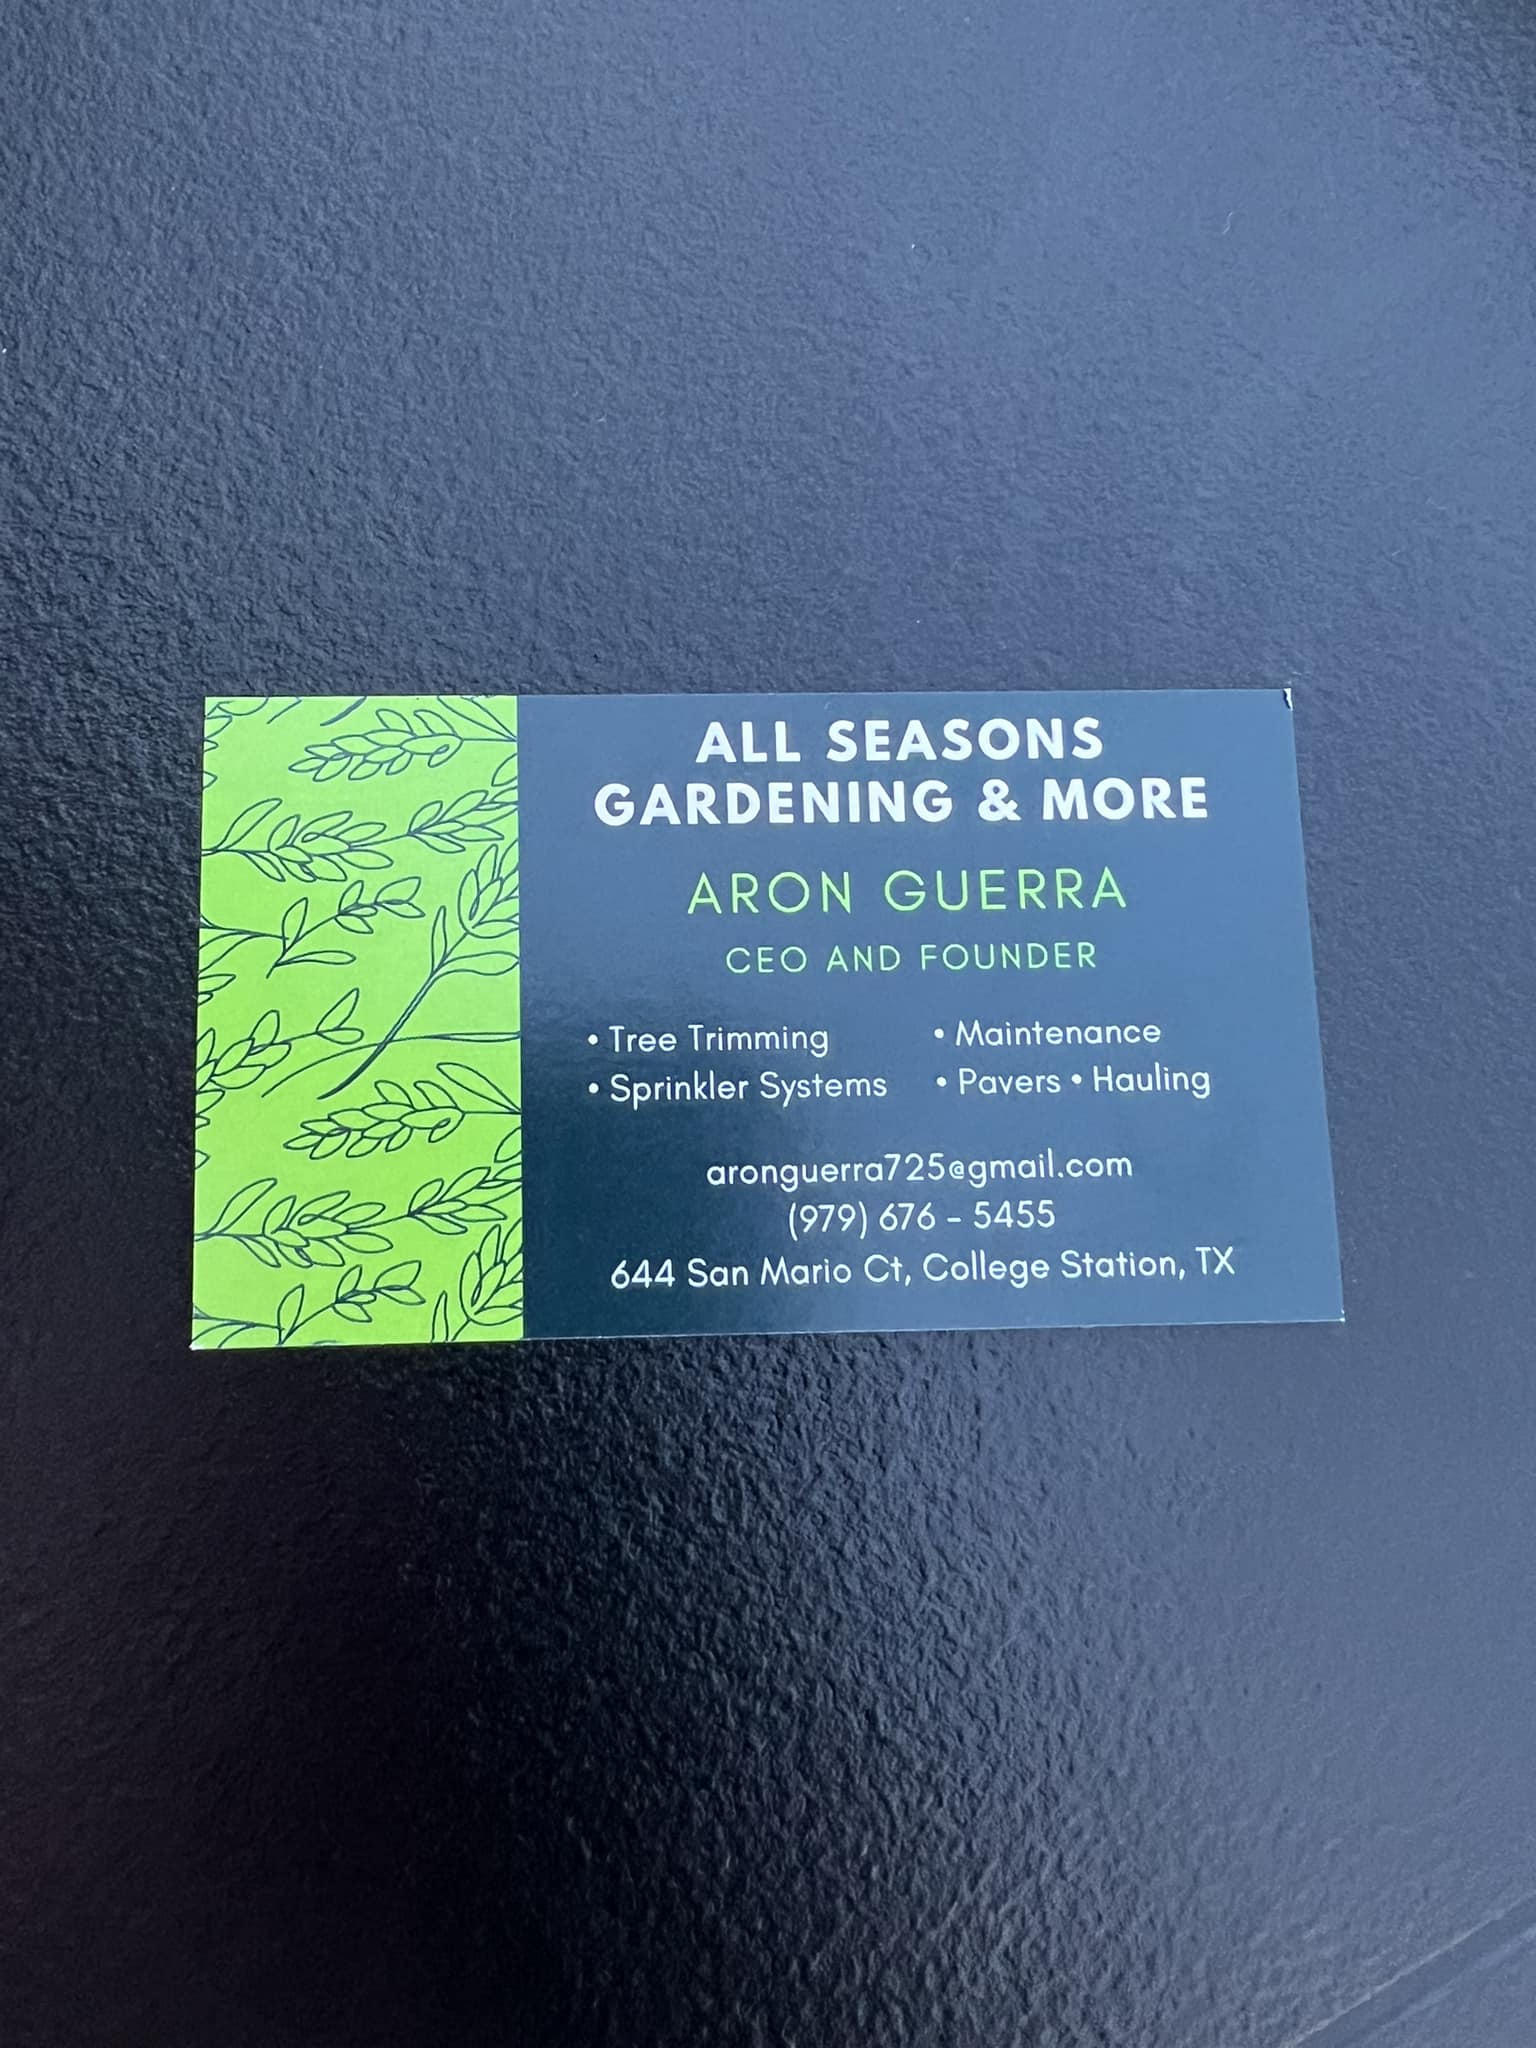 ALL SEASONS
GARDENING & MORE
ARON GUERRA
CEO AND FOUNDER
• Tree Trimming • Maintenance
• Sprinkler Systems • Pavers • Hauling
aronguerra725@gmail.com
(979) 676 - 5455
644 San Mario Ct, College Station, TX